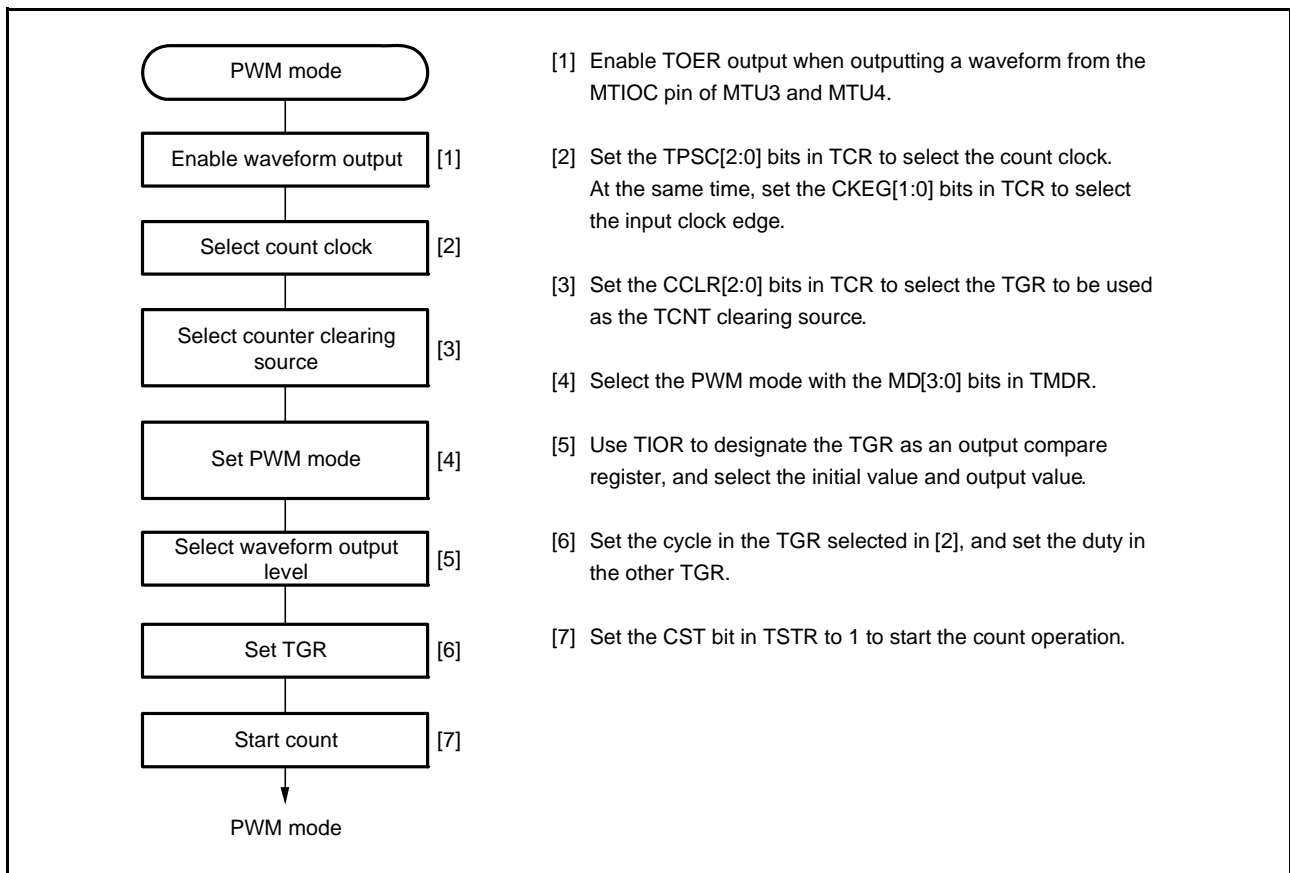 PWM mode
Enable waveform output
[1]
Select count clock
[2]
Select counter clearing
source
[3]
Set PWM mode
[4]
Select waveform output
level
[5]
Set TGR
[6]
Start count
[7]
PWM mode
[1] Enable TOER output when outputting a waveform from the
MTIOC pin of MTU3 and MTU4.
[2] Set the TPSC[2:0] bits in TCR to select the count clock.
At the same time, set the CKEG[1:0] bits in TCR to select
the input clock edge.
[3] Set the CCLR[2:0] bits in TCR to select the TGR to be used
as the TCNT clearing source.
[4] Select the PWM mode with the MD[3:0] bits in TMDR.
[5] Use TIOR to designate the TGR as an output compare
register, and select the initial value and output value.
[6] Set the cycle in the TGR selected in [2], and set the duty in
the other TGR.
[7] Set the CST bit in TSTR to 1 to start the count operation.